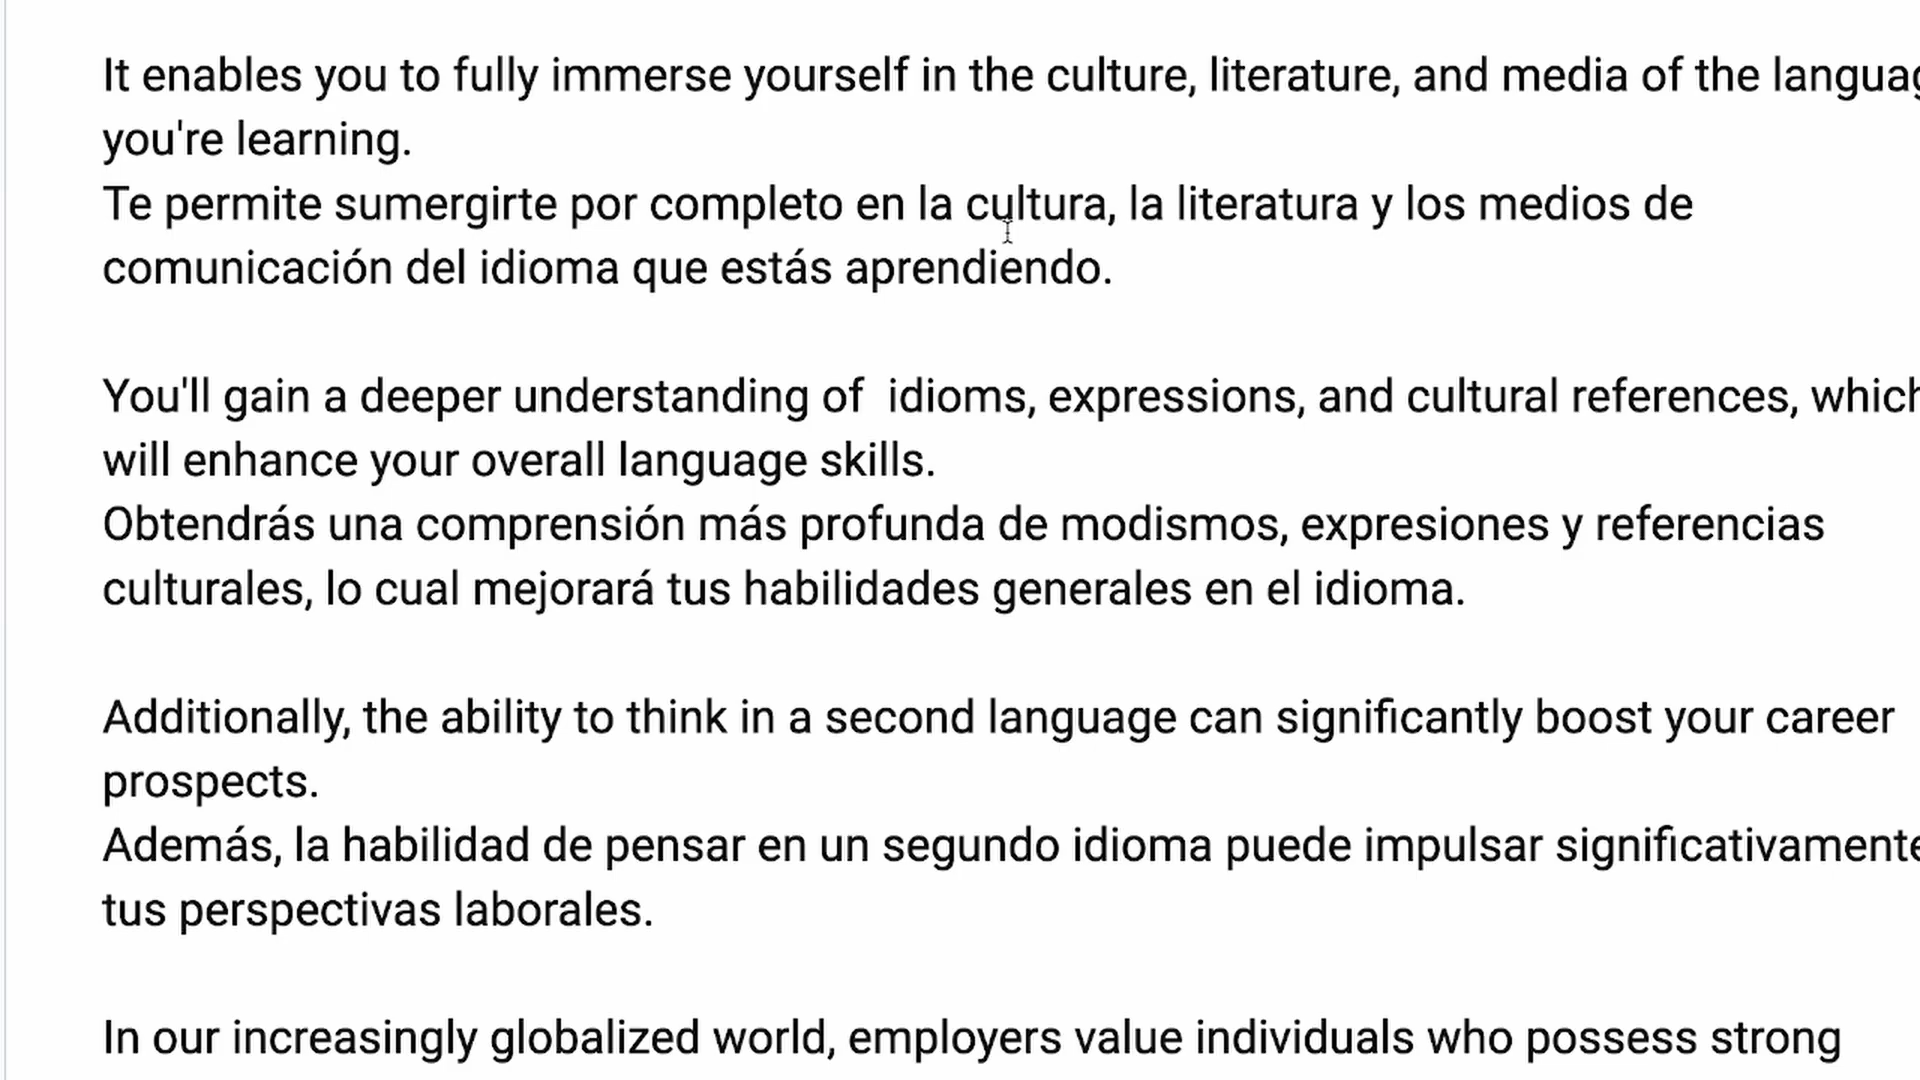 It enables you to fully immerse yourself in the culture, literature, and media of the
you're learning.
Te permite sumergirte por completo en la cultura, la literatura y los medios de
comunicación del idioma que estás aprendiendo.
You'll gain a deeper understanding of  idioms, expressions, and cultural references, which
will enhance your overall language skills.
Obtendrás una comprensión más profunda de modismos, expresiones y referencias
culturales, lo cual mejorará tus habilidades generales en el idioma.
Additionally, the ability to think in a second language can significantly boost your career
prospects.
Además, la habilidad de pensar en un segundo idioma puede impulsar significativamente
tus perspectivas laborales.
In our increasingly globalized world, employers value individuals who possess strong